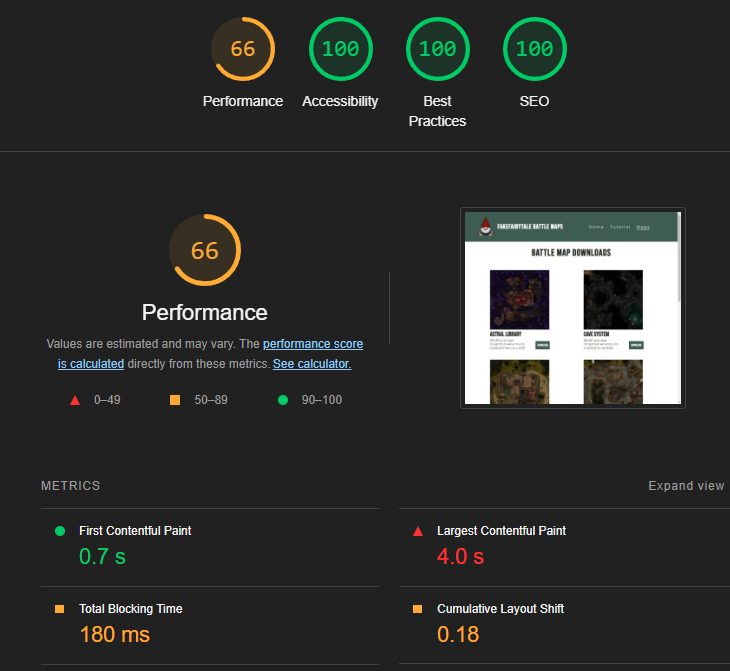 66
100
100
100
Performance
Accessibility
Best
Practices
SEO
66
Performance
Values are estimated and may vary. The performance score
is calculated directly from these metrics. See calculator.
0–49
50–89
90–100
FAKEFAIRYTALE BATTLE MAPS
Home Tutorial Maps
BATTLE MAP DOWNLOADS
ASTRAL LIBRARY
CAVE SYSTEM
METRICS
Expand view
First Contentful Paint
0.7 s
Largest Contentful Paint
4.0 s
Total Blocking Time
180 ms
Cumulative Layout Shift
0.18